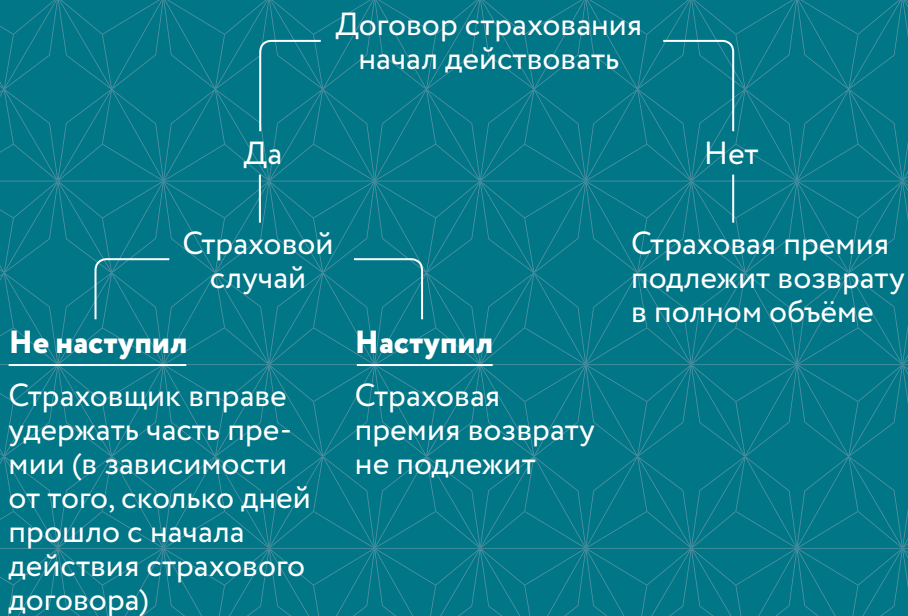 Договор страхования
начал действовать
Да
Нет
Страховой
случай
Страховая премия
подлежит возврату
в полном объёме
Не наступил
Наступил
Страховщик вправе
удержать часть пре-
мии (в зависимости
от того, сколько дней
прошло с начала
действия страхового
договора)
Страховая
премия возврату
не подлежит